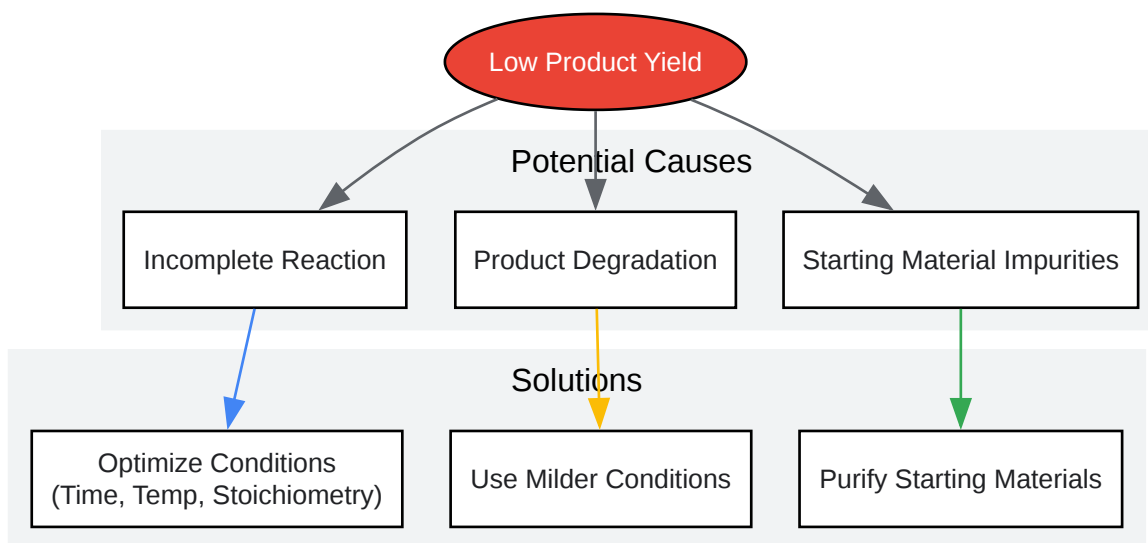 Low Product Yield
Potential Causes
Incomplete Reaction
Product Degradation
Starting Material Impurities
Solutions
Optimize Conditions
(Time, Temp, Stoichiometry)
Use Milder Conditions
Purify Starting Materials